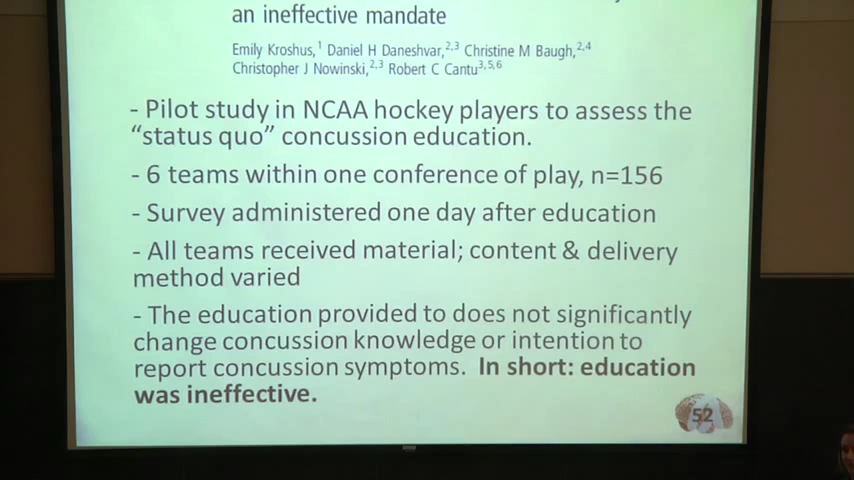 an ineffective mandate
Emily Kroshus,1 Daniel H Daneshvar,2,3 Christine M Baugh,2,4
Christopher J Nowinski,2,3 Robert C Cantu3,5,6
- Pilot study in NCAA hockey players to assess the
“status quo” concussion education.
- 6 teams within one conference of play, n=156
- Survey administered one day after education
- All teams received material; content & delivery
method varied
- The education provided to does not significantly
change concussion knowledge or intention to
report concussion symptoms. In short: education
was ineffective.
52